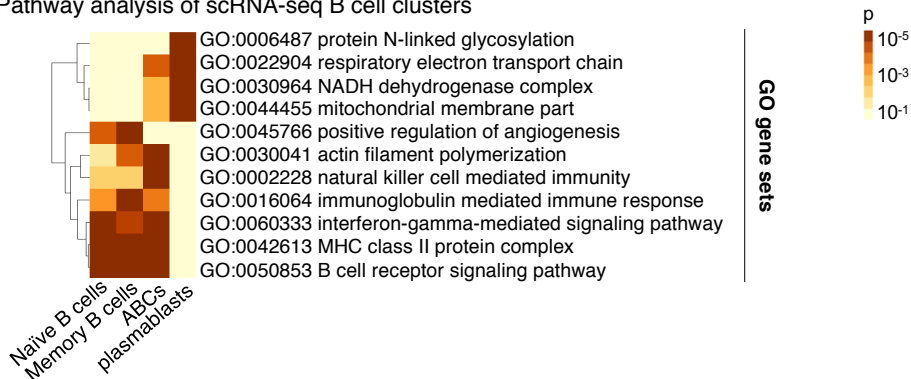 Pathway analysis of scRNA-seq B cell clusters
p
GO:0006487 protein N-linked glycosylation
GO:0022904 respiratory electron transport chain
GO:0030964 NADH dehydrogenase complex
GO:0044455 mitochondrial membrane part
GO:0045766 positive regulation of angiogenesis
GO:0030041 actin filament polymerization
GO:0002228 natural killer cell mediated immunity
GO:0016064 immunoglobulin mediated immune response
GO:0060333 interferon-gamma-mediated signaling pathway
GO:0042613 MHC class II protein complex
GO:0050853 B cell receptor signaling pathway
GO gene sets
10-5
10-3
10-1
Naïve B cells
Memory B cells
ABCs
plasmablasts